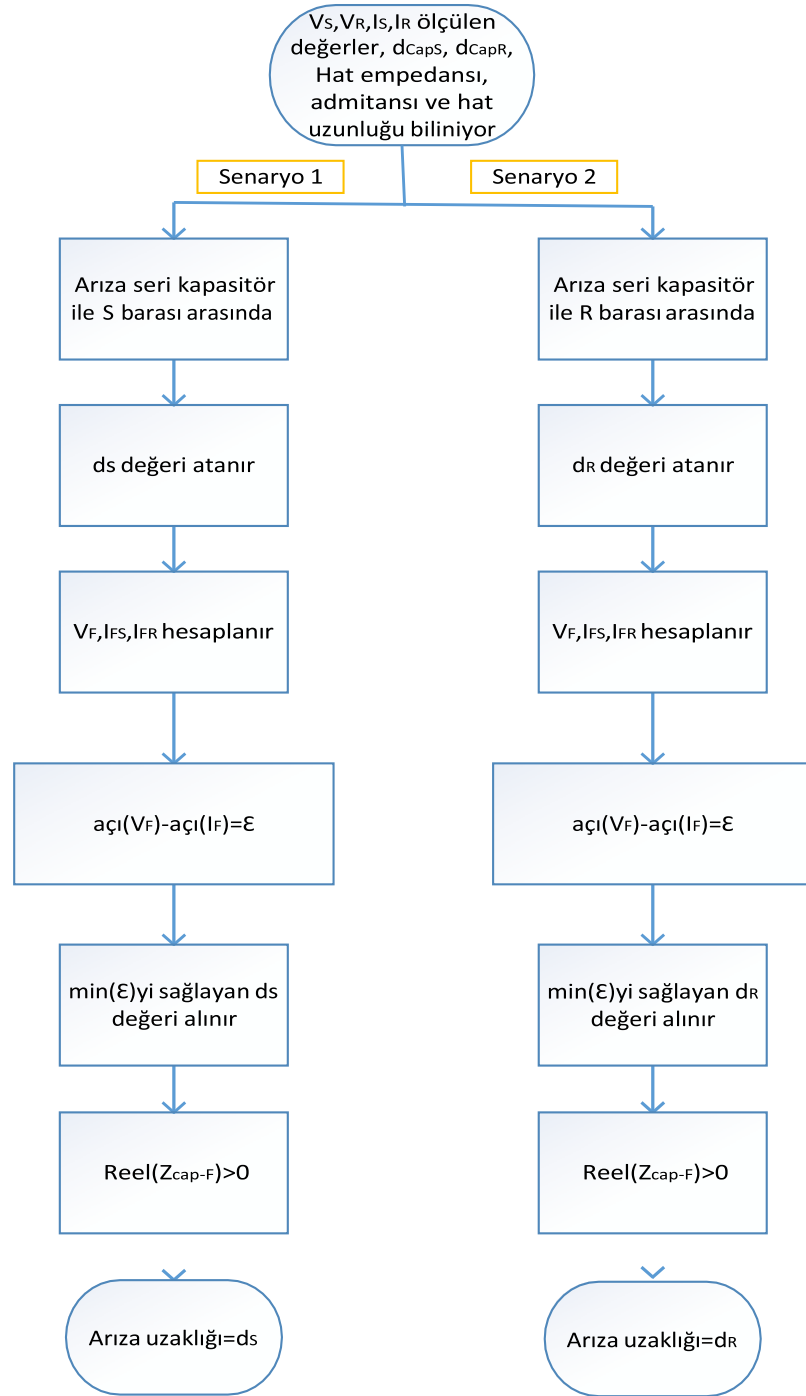 VS,VR,IS,IR ölçülen
değerler, dCapS, dCapR,
Hat empedansı,
admitansı ve hat
uzunluğu biliniyor
Senaryo 1
Senaryo 2
Arıza seri kapasitör
ile S barası arasında
Arıza seri kapasitör
ile R barası arasında
dS değeri atanır
dR değeri atanır
VF,IFS,IFR hesaplanır
VF,IFS,IFR hesaplanır
açı(VF)-açı(IF)=Ɛ
açı(VF)-açı(IF)=Ɛ
min(Ɛ)yi sağlayan ds
değeri alınır
min(Ɛ)yi sağlayan dR
değeri alınır
Reel(Zcap-F)>0
Reel(Zcap-F)>0
Arıza uzaklığı=dS
Arıza uzaklığı=dR